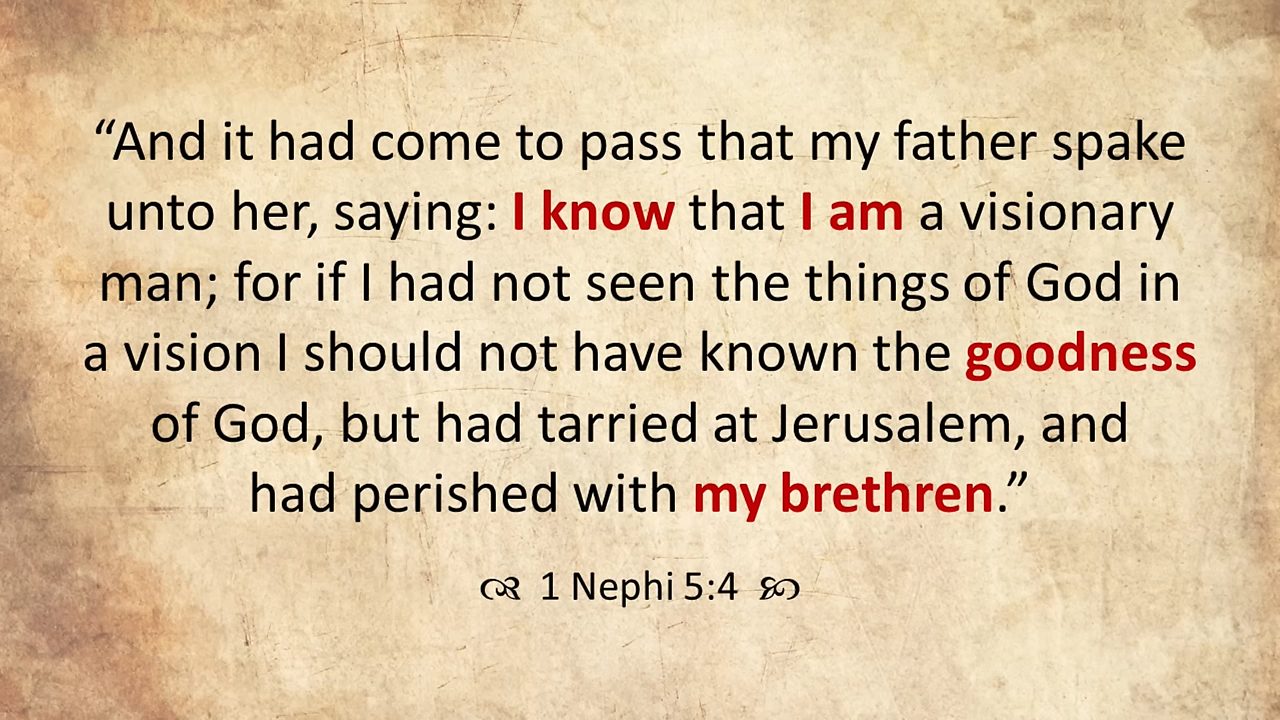 “And it had come to pass that my father spake
unto her, saying: I know that I am a visionary
man; for if I had not seen the things of God in
a vision I should not have known the goodness
of God, but had tarried at Jerusalem, and
had perished with my brethren.”
1 Nephi 5:4